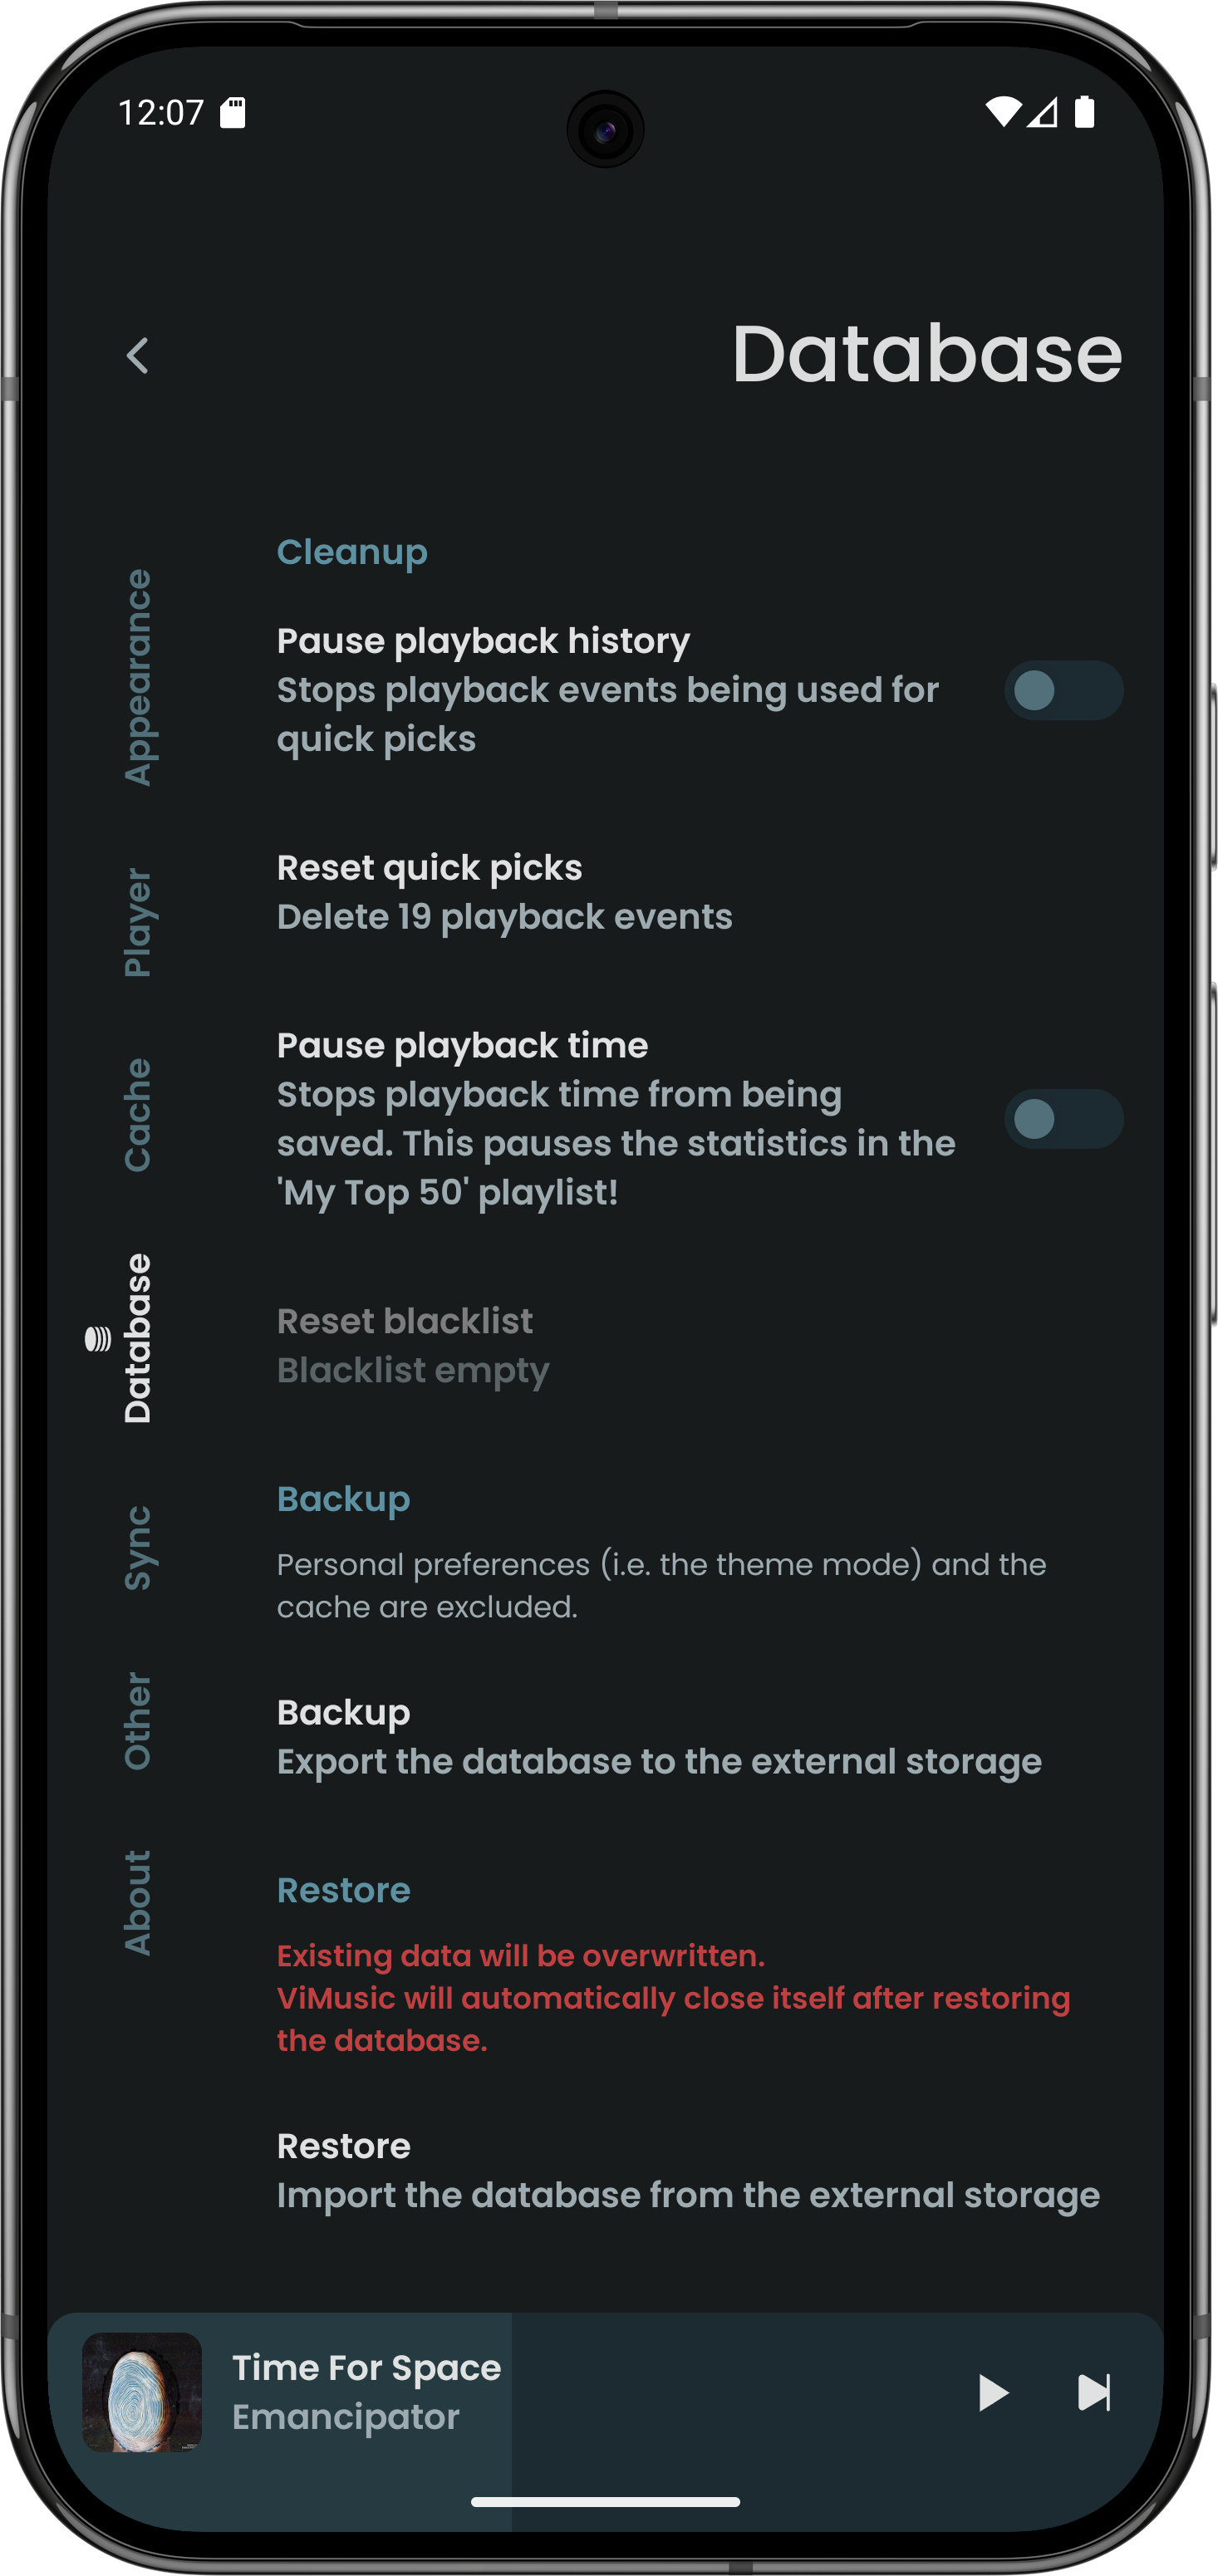 12:07
Database
Appearance
Player
Cache
Database
Sync
Other
About
Cleanup
Pause playback history
Stops playback events being used for
quick picks
Reset quick picks
Delete 19 playback events
Pause playback time
Stops playback time from being
saved. This pauses the statistics in the
'My Top 50' playlist!
Reset blacklist
Blacklist empty
Backup
Personal preferences (i.e. the theme mode) and the
cache are excluded.
Backup
Export the database to the external storage
Restore
Existing data will be overwritten.
ViMusic will automatically close itself after restoring
the database.
Restore
Import the database from the external storage
Time For Space
Emancipator